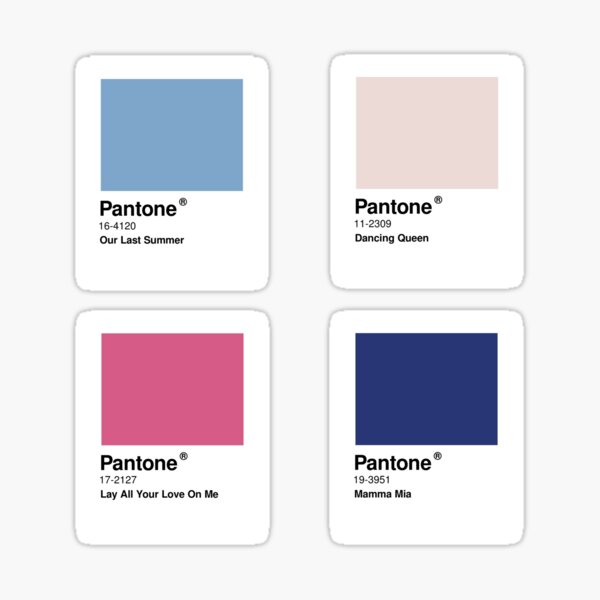 Pantone®
16-4120
Our Last Summer
Pantone®
11-2309
Dancing Queen
Pantone®
17-2127
Lay All Your Love On Me
Pantone®
19-3951
Mamma Mia